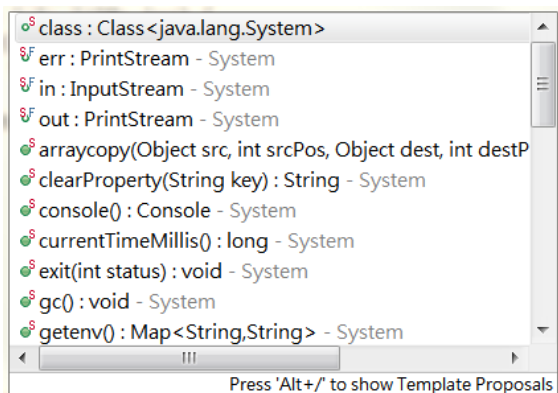 class : Class<java.lang.System>
err : PrintStream - System
in : InputStream - System
out : PrintStream - System
arraycopy(Object src, int srcPos, Object dest, int destP
clearProperty(String key) : String - System
console() : Console - System
currentTimeMillis() : long - System
exit(int status) : void - System
gc() : void - System
getenv() : Map<String,String> - System
Press 'Alt+/' to show Template Proposals